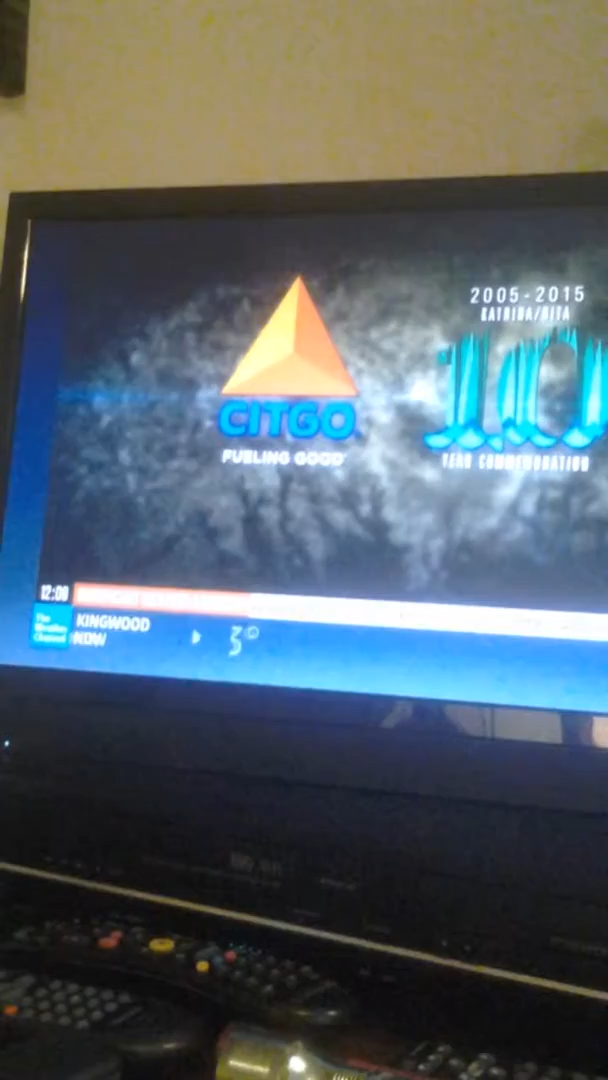 2005-2015
KATRINA/RITA
10
YEAR COMMEMORATION
CITGO
FUELING GOOD
12:00
The
Weather
Channel
KINGWOOD
NOW